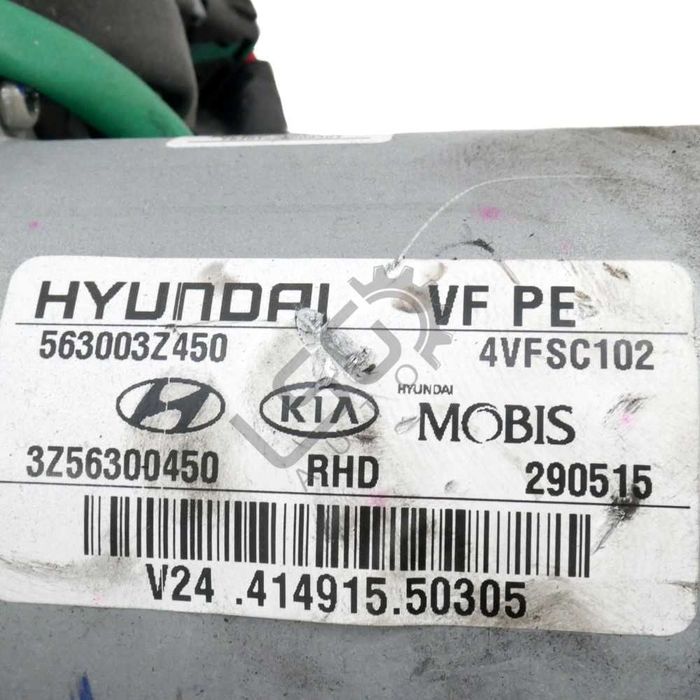 HYUNDAI VF PE
563003Z450 4VFSC102
KIA HYUNDAI MOBIS
3Z56300450 RHD 290515
V24 .414915.50305